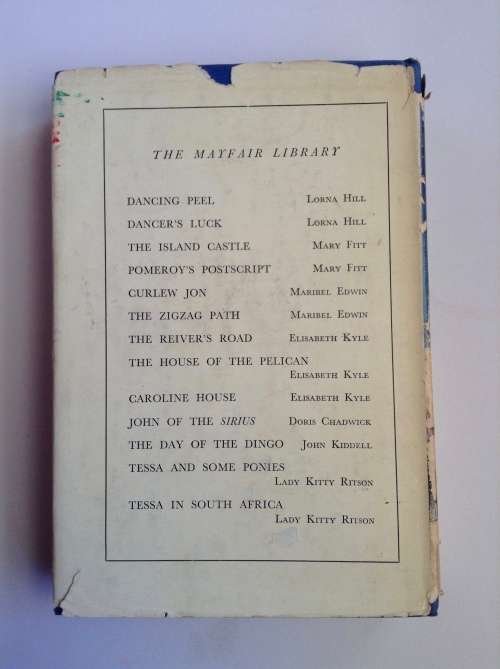 THE MAYFAIR LIBRARY
DANCING PEEL LORNA HILL
DANCER'S LUCK LORNA HILL
THE ISLAND CASTLE MARY FITT
POMEROY'S POSTSCRIPT MARY FITT
CURLEW JON MARIBEL EDWIN
THE ZIGZAG PATH MARIBEL EDWIN
THE REIVER'S ROAD ELISABETH KYLE
THE HOUSE OF THE PELICAN
ELISABETH KYLE
CAROLINE HOUSE ELISABETH KYLE
JOHN OF THE SIRIUS DORIS CHADWICK
THE DAY OF THE DINGO JOHN KIDDELL
TESSA AND SOME PONIES
LADY KITTY RITSON
TESSA IN SOUTH AFRICA
LADY KITTY RITSON